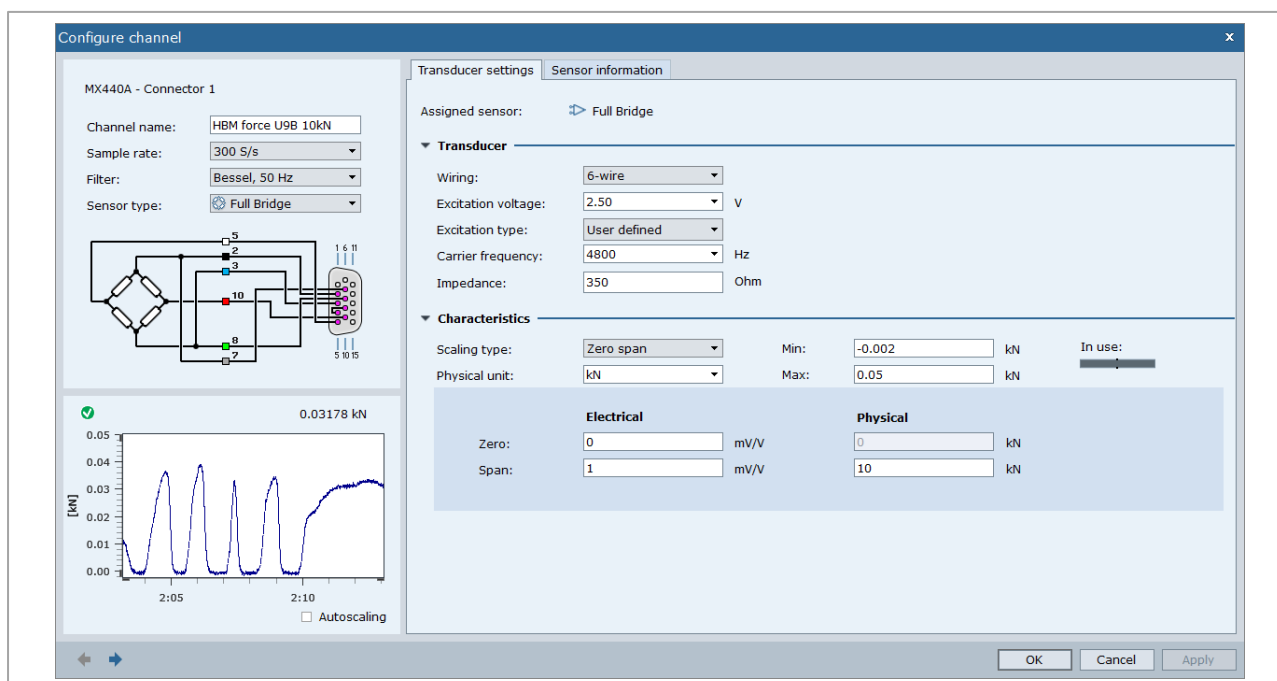 Configure channel x
MX440A - Connector 1
Channel name: HBM force U9B 10kN
Sample rate: 300 S/s
Filter: Bessel, 50 Hz
Sensor type: Full Bridge
5
2
3
10
8
7
1 6 11
5 10 15
0.03178 kN
0.05
0.04
0.03
0.02
0.01
0.00
[kN]
2:05 2:10
Autoscaling
Transducer settings Sensor information
Assigned sensor: Full Bridge
Transducer
Wiring: 6-wire
Excitation voltage: 2.50 V
Excitation type: User defined
Carrier frequency: 4800 Hz
Impedance: 350 Ohm
Characteristics
Scaling type: Zero span Min: -0.002 kN In use:
Physical unit: kN Max: 0.05 kN
Electrical Physical
Zero: 0 mV/V 0 kN
Span: 1 mV/V 10 kN
OK Cancel Apply